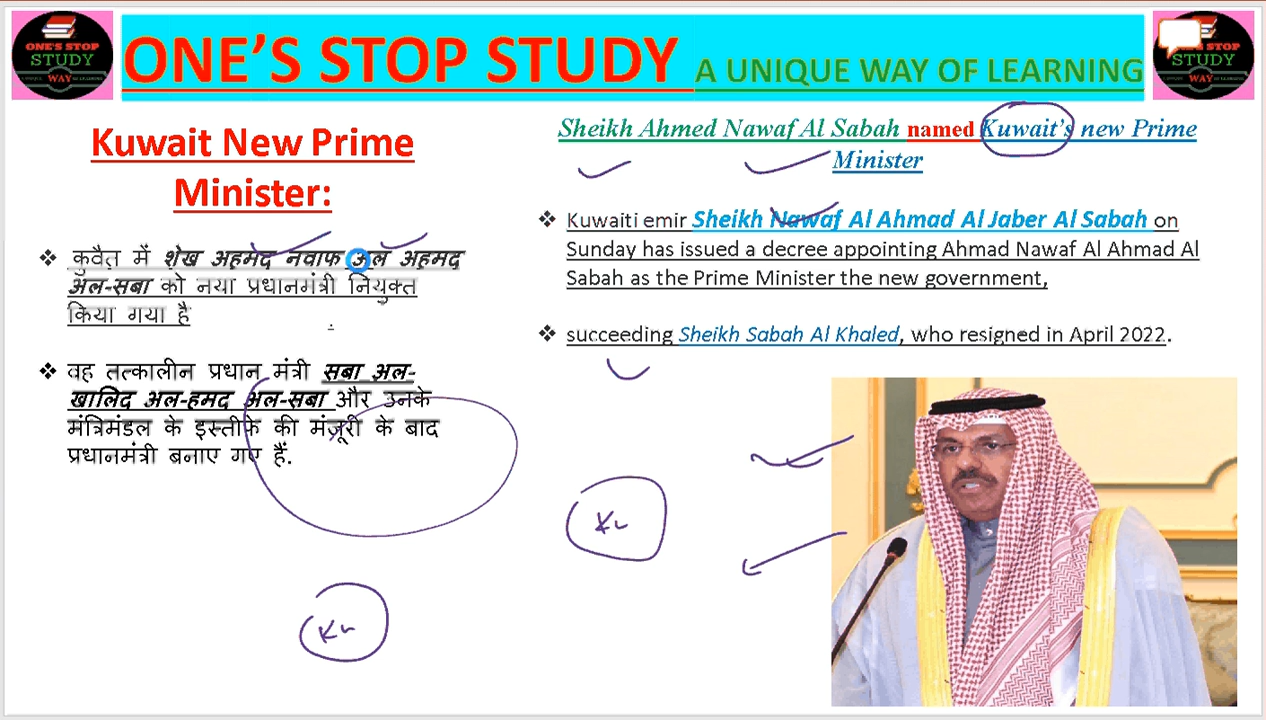 ONE'S STOP
STUDY
WAY
ONE'S STOP STUDY A UNIQUE WAY OF LEARNING
STOP
STUDY
WAY
Kuwait New Prime
Minister:
❖ कुवैत में शेख अहमद नवाफ अल अहमद
अल-सबा को नया प्रधानमंत्री नियुक्त
किया गया है
❖ वह तत्कालीन प्रधान मंत्री सबा अल-
खालिद अल-हमद अल-सबा और उनके
मंत्रिमंडल के इस्तीफे की मंजूरी के बाद
प्रधानमंत्री बनाए गए हैं.
Sheikh Ahmed Nawaf Al Sabah named Kuwait's new Prime
Minister
❖ Kuwaiti emir Sheikh Nawaf Al Ahmad Al Jaber Al Sabah on
Sunday has issued a decree appointing Ahmad Nawaf Al Ahmad Al
Sabah as the Prime Minister the new government,
❖ succeeding Sheikh Sabah Al Khaled, who resigned in April 2022.